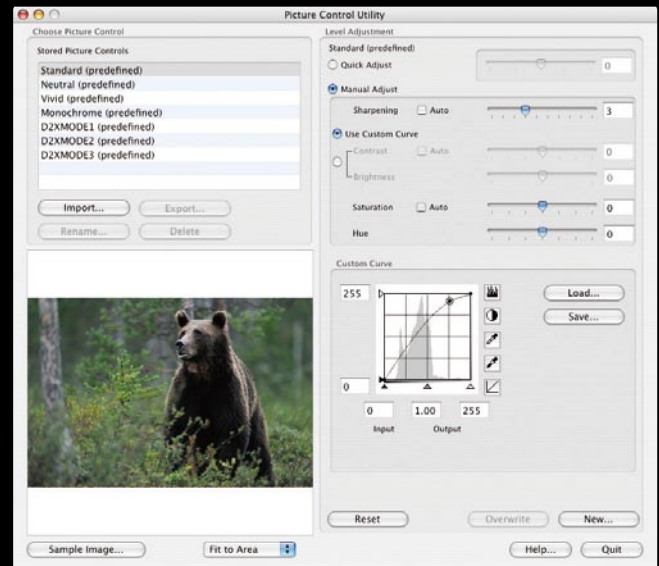 Picture Control Utility
Choose Picture Control
Stored Picture Controls
Standard (predefined)
Neutral (predefined)
Vivid (predefined)
Monochrome (predefined)
D2XMODE1 (predefined)
D2XMODE2 (predefined)
D2XMODE3 (predefined)
Import...
Export...
Rename...
Delete
Sample Image...
Fit to Area
Level Adjustment
Standard (predefined)
Quick Adjust
0
Manual Adjust
Sharpening
Auto
3
Use Custom Curve
Contrast
Auto
0
Brightness
0
Saturation
Auto
0
Hue
0
Custom Curve
255
0
0
1.00
255
Input
Output
Load...
Save...
Reset
Overwrite
New...
Help...
Quit